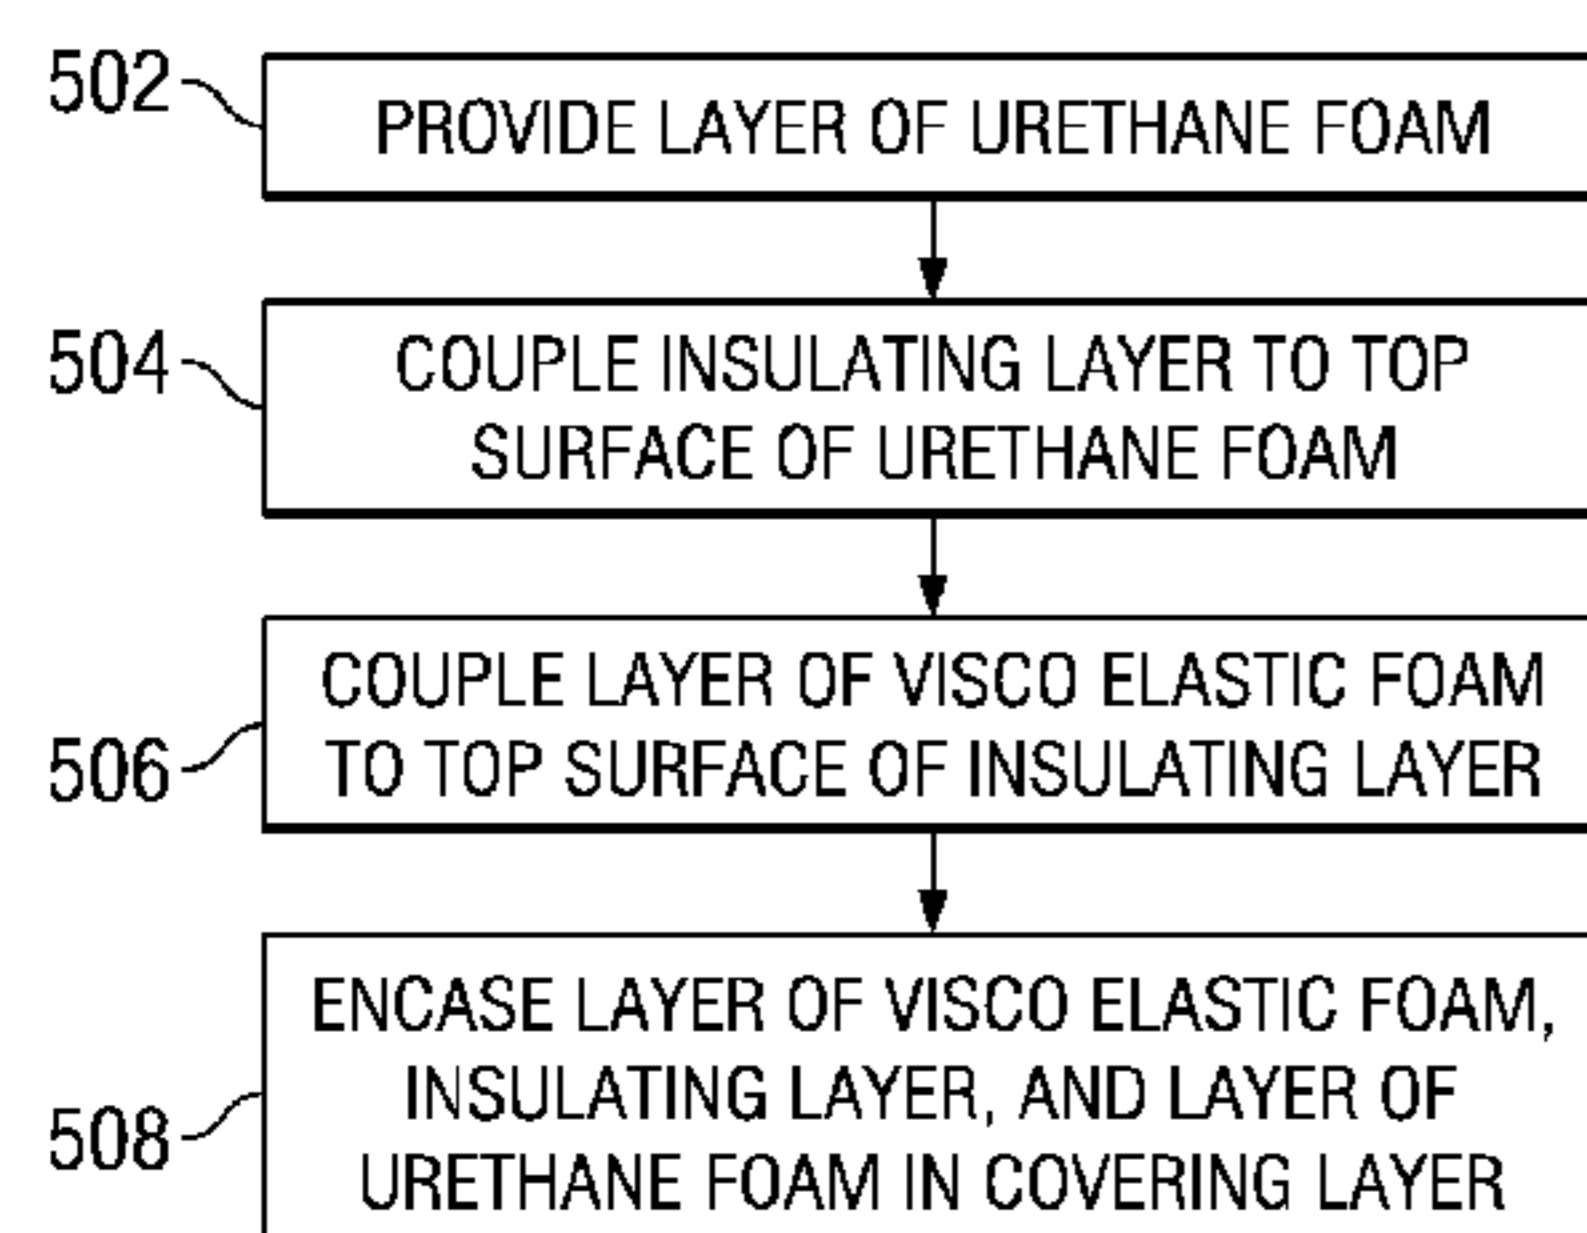 502
PROVIDE LAYER OF URETHANE FOAM
504
COUPLE INSULATING LAYER TO TOP
SURFACE OF URETHANE FOAM
506
COUPLE LAYER OF VISCO ELASTIC FOAM
TO TOP SURFACE OF INSULATING LAYER
508
ENCASE LAYER OF VISCO ELASTIC FOAM,
INSULATING LAYER, AND LAYER OF
URETHANE FOAM IN COVERING LAYER